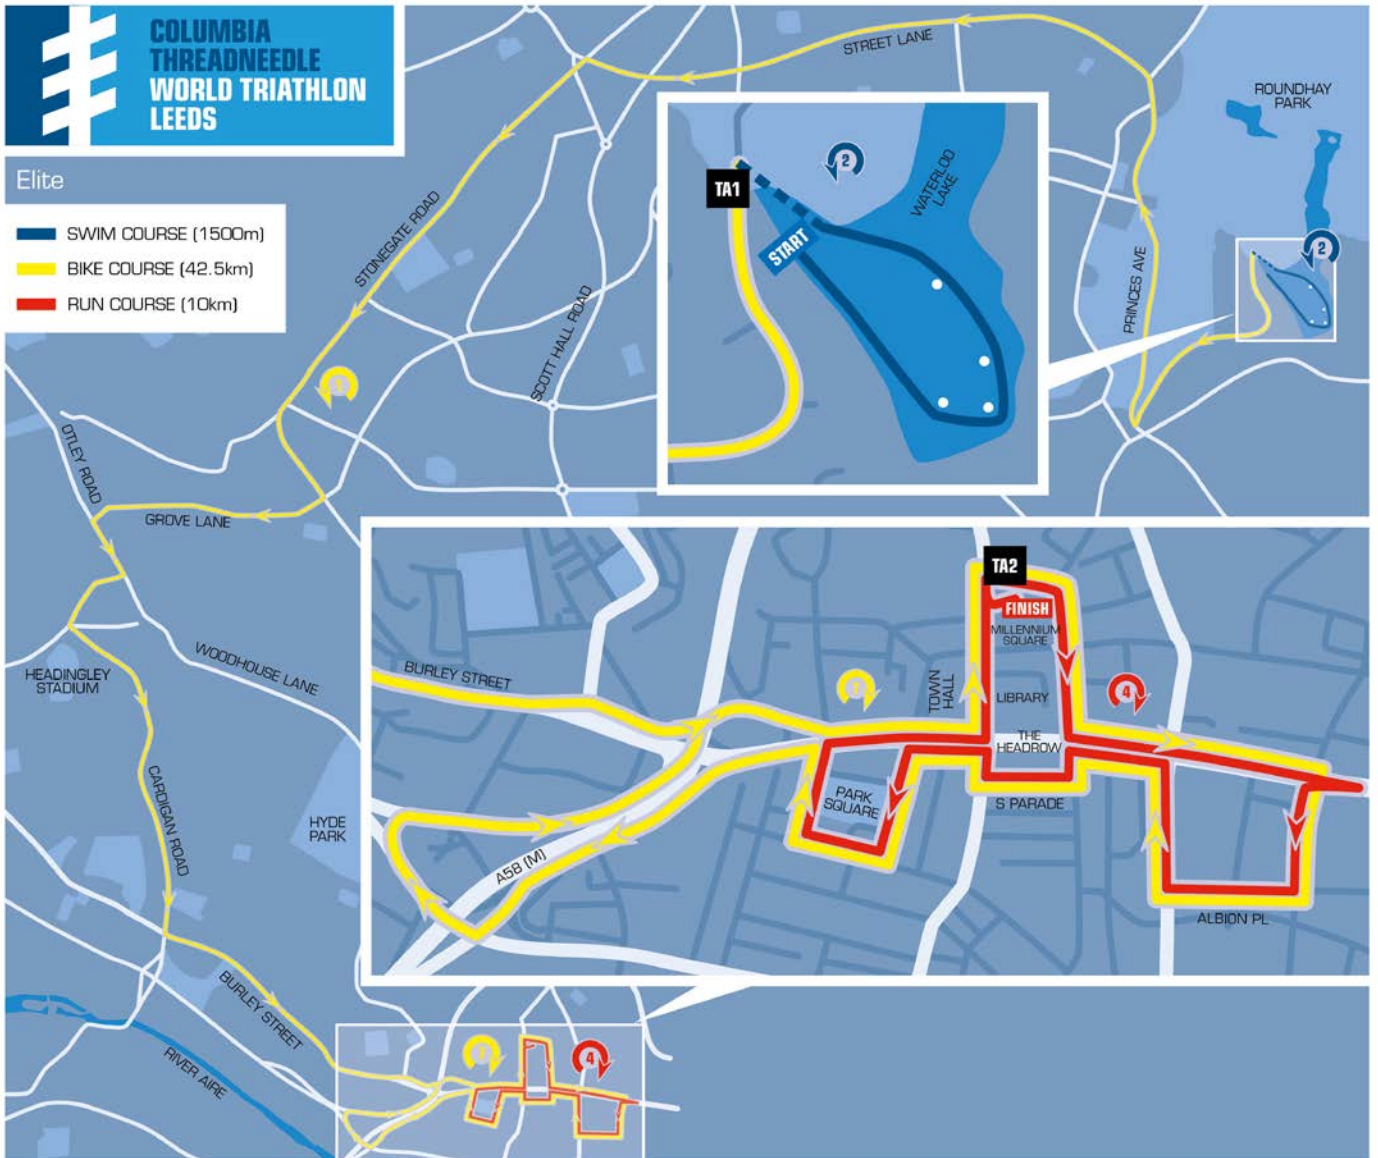 COLUMBIA
THREADNEEDLE
WORLD TRIATHLON
LEEDS
Elite
SWIM COURSE (1500m)
BIKE COURSE (42.5km)
RUN COURSE (10km)
STREET LANE
ROUNDHAY
PARK
STONEGATE ROAD
SCOTT HALL ROAD
PRINCES AVE
2
1
TA1
2
WATERLOO
LAKE
START
OTLEY ROAD
GROVE LANE
WOODHOUSE LANE
HEADINGLEY
STADIUM
CARDIGAN ROAD
HYDE
PARK
BURLEY STREET
RIVER AIRE
TA2
FINISH
MILLENNIUM
SQUARE
BURLEY STREET
TOWN
HALL
LIBRARY
4
THE
HEADROW
PARK
SQUARE
S PARADE
A58 (M)
ALBION PL
4